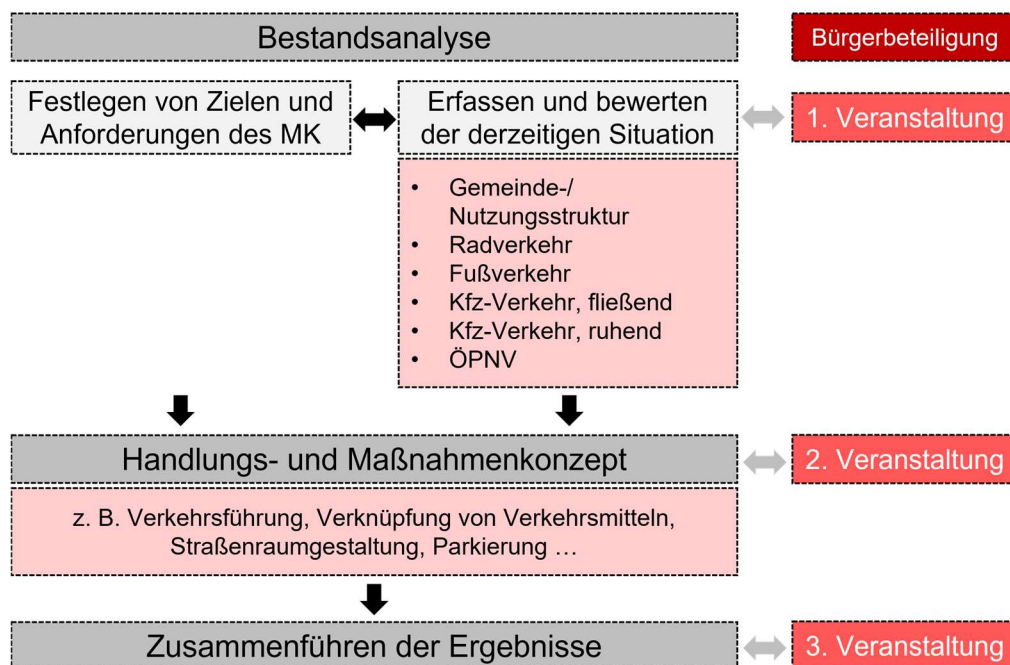 Bestandsanalyse
Bürgerbeteiligung
Festlegen von Zielen und
Anforderungen des MK
Erfassen und bewerten
der derzeitigen Situation
1. Veranstaltung
• Gemeinde-/
Nutzungsstruktur
• Radverkehr
• Fußverkehr
• Kfz-Verkehr, fließend
• Kfz-Verkehr, ruhend
• ÖPNV
Handlungs- und Maßnahmenkonzept
2. Veranstaltung
z. B. Verkehrsführung, Verknüpfung von Verkehrsmitteln,
Straßenraumgestaltung, Parkierung …
Zusammenführen der Ergebnisse
3. Veranstaltung